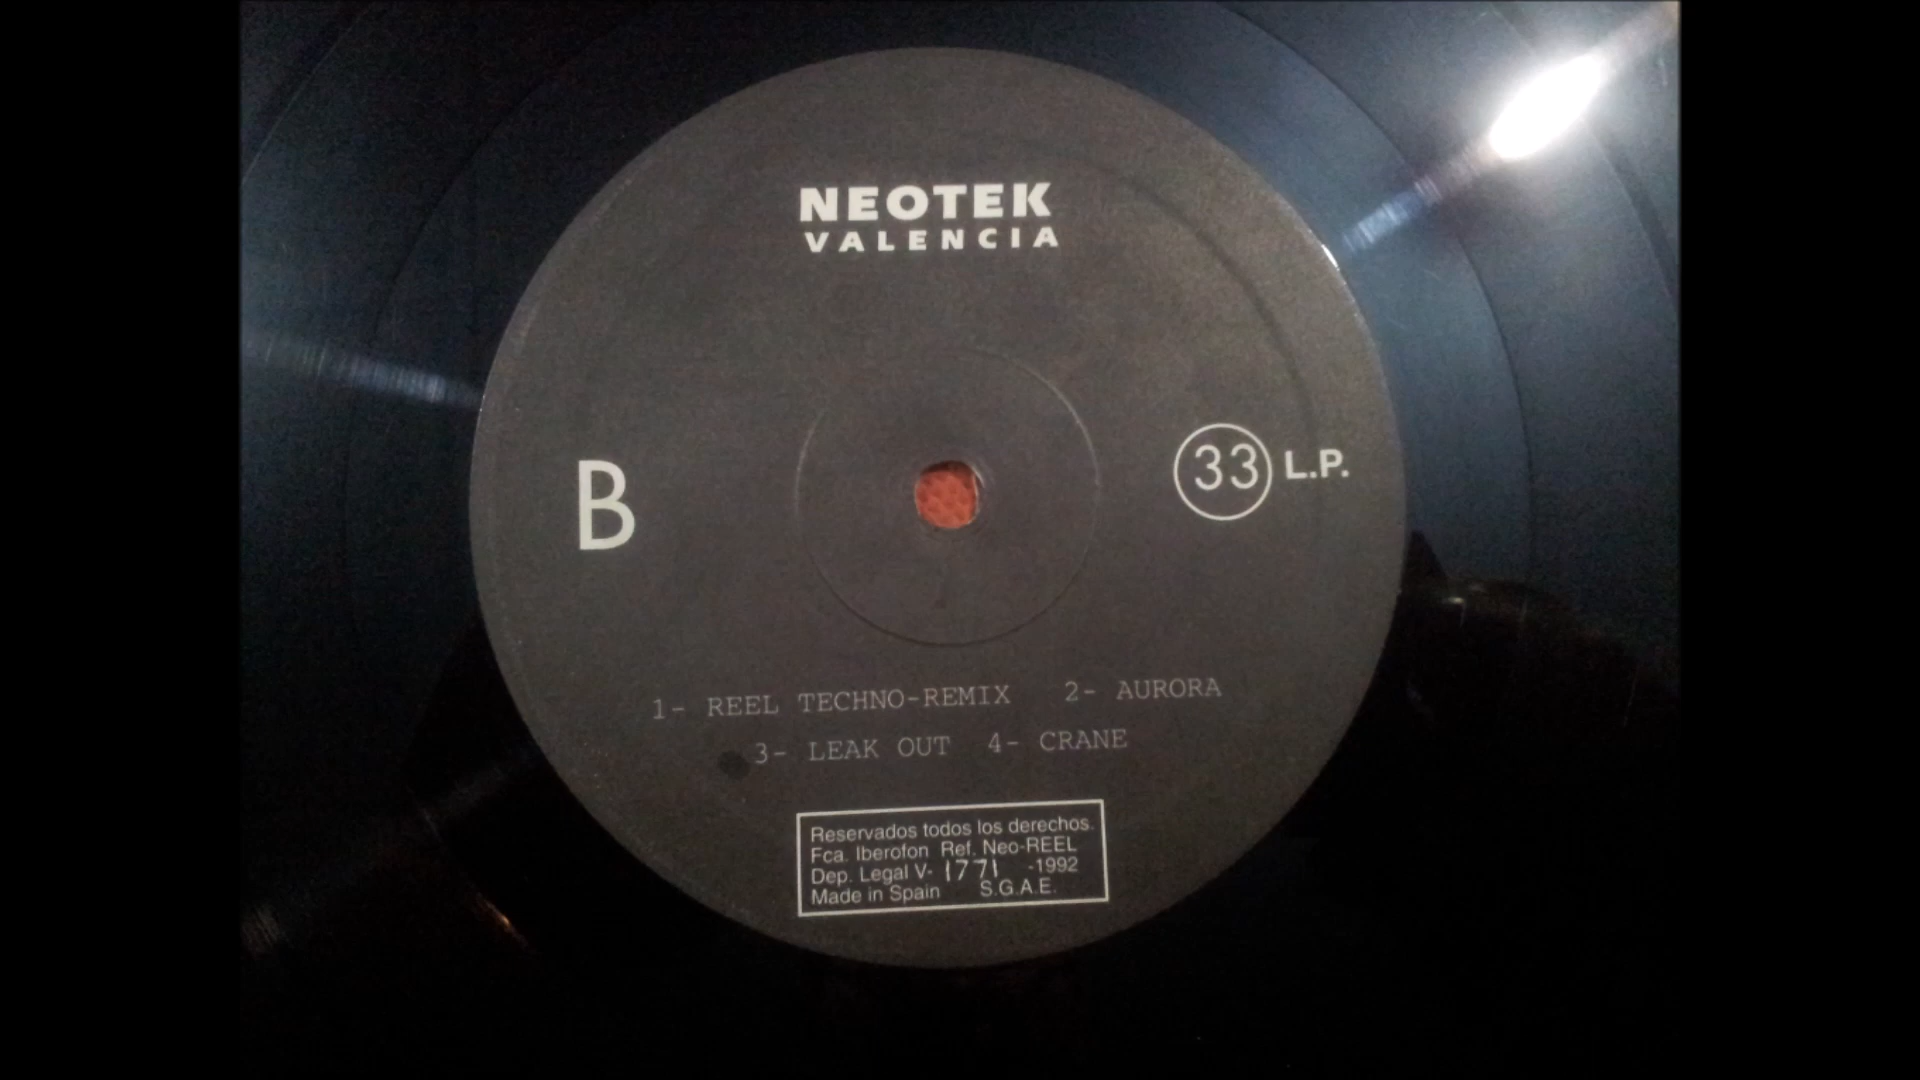 NEOTEK
VALENCIA
B
33 L.P.
1- REEL TECHNO-REMIX 2- AURORA
3- LEAK OUT 4- CRANE
Reservados todos los derechos.
Fca. Iberofon Ref. Neo-REEL
Dep. Legal V- 1771 -1992
Made in Spain S.G.A.E.